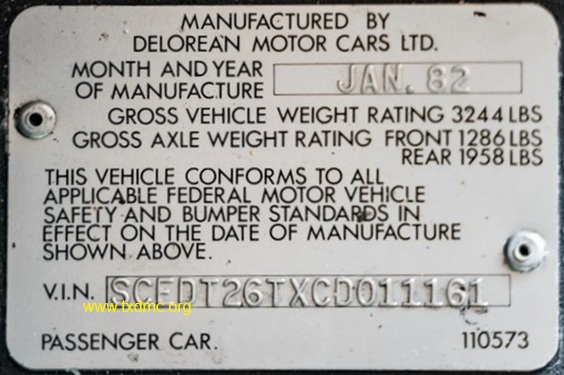 MANUFACTURED BY
DELOREAN MOTOR CARS LTD.
MONTH AND YEAR
OF MANUFACTURE JAN. 82
GROSS VEHICLE WEIGHT RATING 3244 LBS
GROSS AXLE WEIGHT RATING FRONT 1286 LBS
REAR 1958 LBS
THIS VEHICLE CONFORMS TO ALL
APPLICABLE FEDERAL MOTOR VEHICLE
SAFETY AND BUMPER STANDARDS IN
EFFECT ON THE DATE OF MANUFACTURE
SHOWN ABOVE.
V.I.N. SCEDT26TXCD011161
www.txdmc.org
PASSENGER CAR. 110573